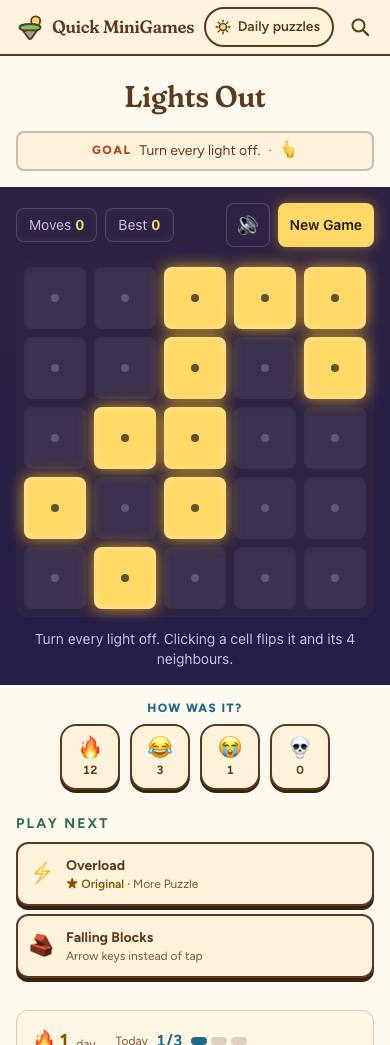 Quick MiniGames
Daily puzzles
Lights Out
GOAL Turn every light off. ·
Moves 0
Best 0
New Game
Turn every light off. Clicking a cell flips it and its 4
neighbours.
HOW WAS IT?
12
3
1
0
PLAY NEXT
Overload
Original · More Puzzle
Falling Blocks
Arrow keys instead of tap
1 day
Today 1/3